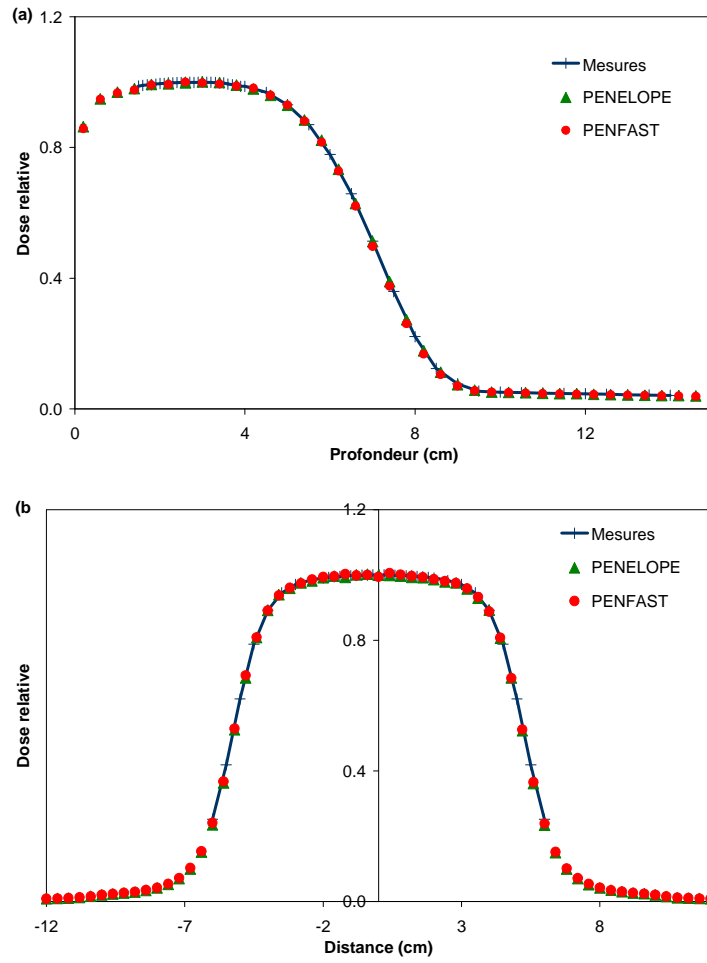 (a)
1.2
0.8
0.4
0.0
Dose relative
Mesures
PENELOPE
PENFAST
0
4
8
12
Profondeur (cm)
(b
1.2
0.8
0.4
0.0
Dose relative
Mesures
PENELOPE
PENFAST
-12
-7
-2
3
8
Distance (cm)